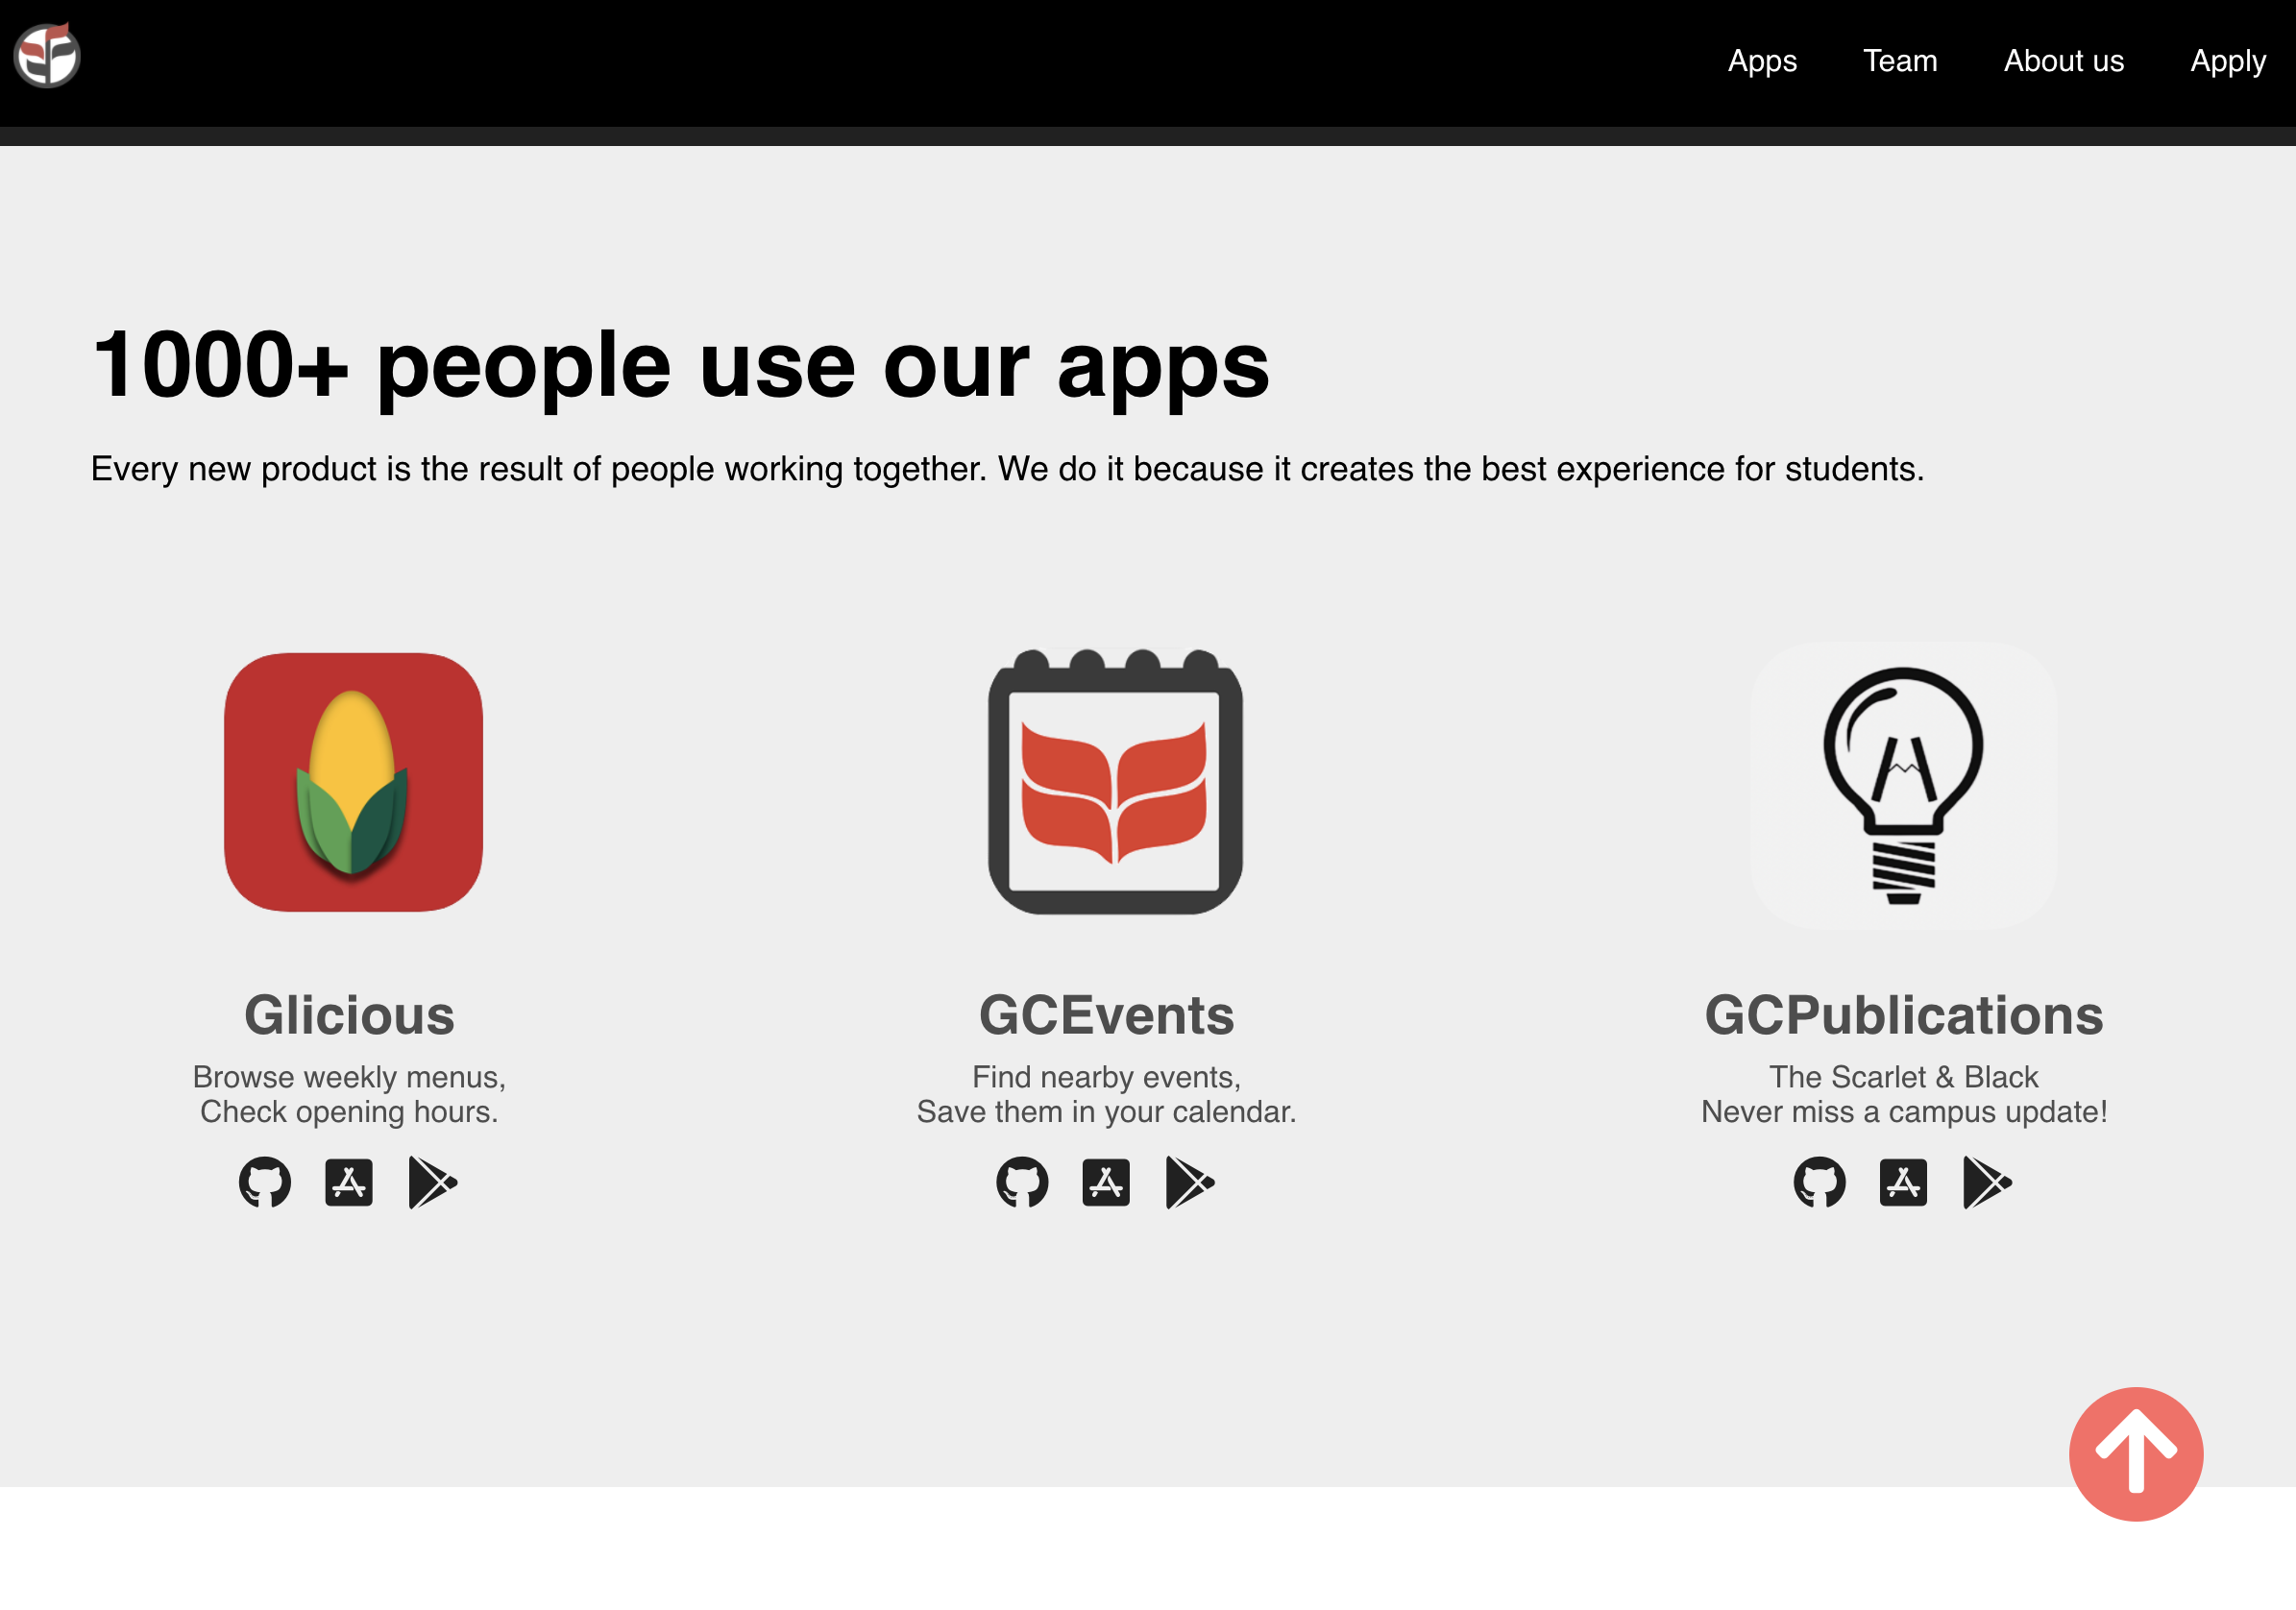 Apps Team About us Apply
1000+ people use our apps
Every new product is the result of people working together. We do it because it creates the best experience for students.
Glicious
Browse weekly menus,
Check opening hours.
GCEvents
Find nearby events,
Save them in your calendar.
GCPublications
The Scarlet & Black
Never miss a campus update!